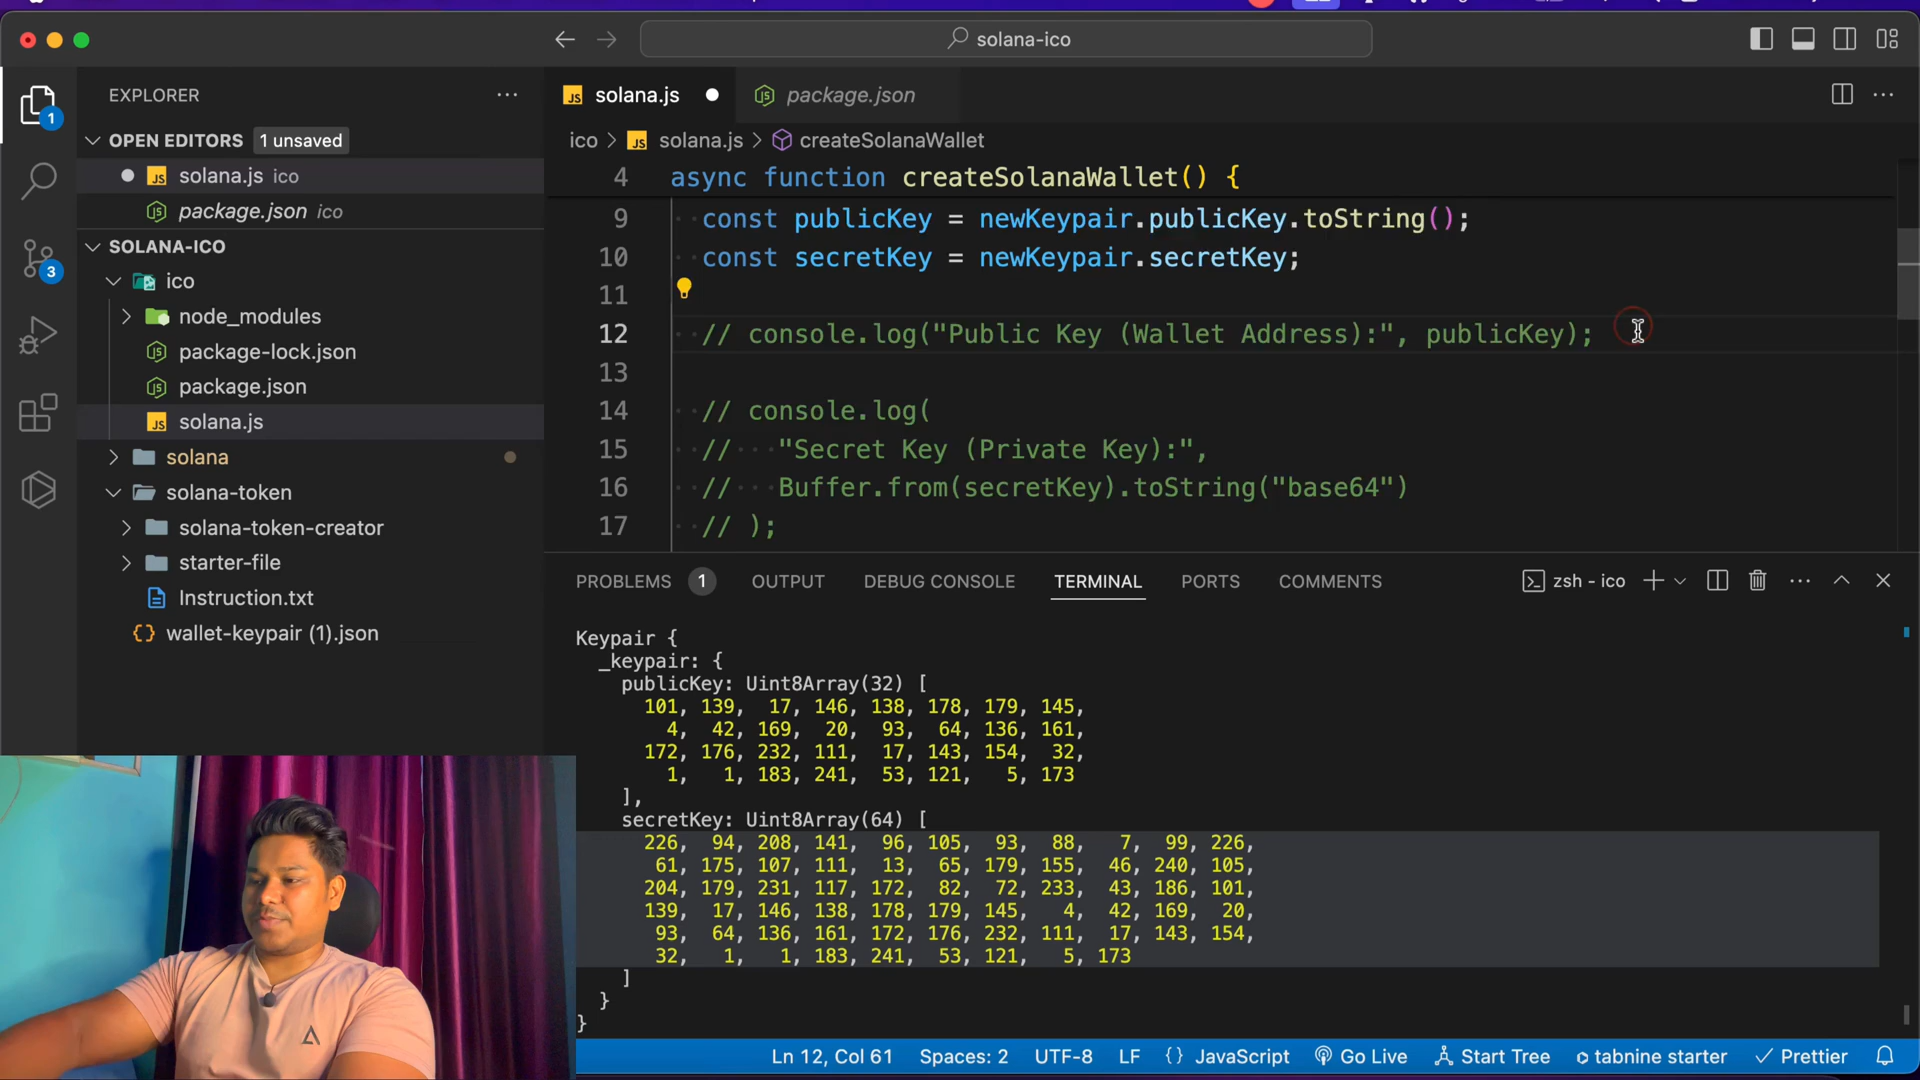 solana-ico
EXPLORER
solana.js
package.json
OPEN EDITORS 1 unsaved
ico > solana.js > createSolanaWallet
solana.js ico
4 async function createSolanaWallet() {
package.json ico
9 const publicKey = newKeypair.publicKey.toString();
SOLANA-ICO
10 const secretKey = newKeypair.secretKey;
ico
11
node_modules
12 // console.log("Public Key (Wallet Address):", publicKey);
package-lock.json
13
package.json
14 // console.log(
solana.js
15 // "Secret Key (Private Key):",
solana
16 // Buffer.from(secretKey).toString("base64")
solana-token
17 // );
solana-token-creator
starter-file
Instruction.txt
wallet-keypair (1).json
1
3
PROBLEMS 1 OUTPUT DEBUG CONSOLE TERMINAL PORTS COMMENTS zsh - ico
Keypair {
_keypair: {
publicKey: Uint8Array(32) [
101, 139, 17, 146, 138, 178, 179, 145,
4, 42, 169, 20, 93, 64, 136, 161,
172, 176, 232, 111, 17, 143, 154, 32,
1, 1, 183, 241, 53, 121, 5, 173
],
secretKey: Uint8Array(64) [
226, 94, 208, 141, 96, 105, 93, 88, 7, 99, 226,
61, 175, 107, 111, 13, 65, 179, 155, 46, 240, 105,
204, 179, 231, 117, 172, 82, 72, 233, 43, 186, 101,
139, 17, 146, 138, 178, 179, 145, 4, 42, 169, 20,
93, 64, 136, 161, 172, 176, 232, 111, 17, 143, 154,
32, 1, 1, 183, 241, 53, 121, 5, 173
]
}
}
Ln 12, Col 61 Spaces: 2 UTF-8 LF {} JavaScript Go Live Start Tree tabnine starter Prettier